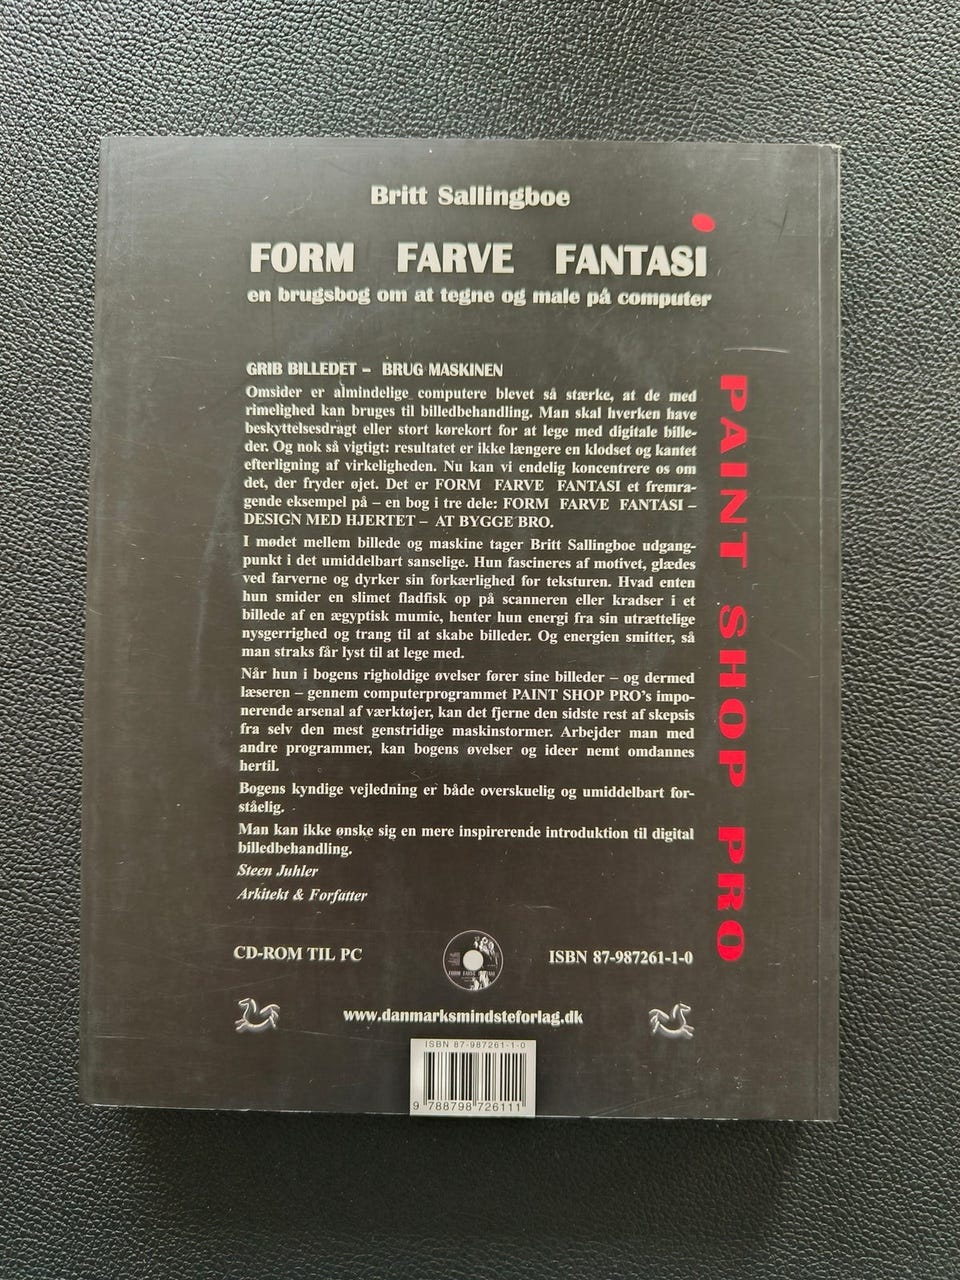 Britt Sallingboe
FORM FARVE FANTASi
en brugsbog om at tegne og male på computer
GRIB BILLEDET – BRUG MASKINEN
Omsider er almindelige computere blevet så stærke, at de med
rimelighed kan bruges til billedbehandling. Man skal hverken have
beskyttelsesdragt eller stort kørekort for at lege med digitale bille-
der. Og nok så vigtigt: resultatet er ikke længere en klodset og kantet
efterligning af virkeligheden. Nu kan vi endelig koncentrere os om
det, der fryder øjet. Det er FORM FARVE FANTASI et fremra-
gende eksempel på – en bog i tre dele: FORM FARVE FANTASI –
DESIGN MED HJERTET – AT BYGGE BRO.
I mødet mellem billede og maskine tager Britt Sallingboe udgang-
punkt i det umiddelbart sanselige. Hun fascineres af motivet, glædes
ved farverne og dyrker sin forkærlighed for teksturen. Hvad enten
hun smider en slimet fladfisk op på scanneren eller kradser i et
billede af en ægyptisk mumie, henter hun energi fra sin utrættelige
nysgerrighed og trang til at skabe billeder. Og energien smitter, så
man straks får lyst til at lege med.
Når hun i bogens righoldige øvelser fører sine billeder – og dermed
læseren – gennem computerprogrammet PAINT SHOP PRO's impo-
nerende arsenal af værktøjer, kan det fjerne den sidste rest af skepsis
fra selv den mest genstridige maskinstormer. Arbejder man med
andre programmer, kan bogens øvelser og ideer nemt omdannes
hertil.
Bogens kyndige vejledning er både overskuelig og umiddelbart for-
ståelig.
Man kan ikke ønske sig en mere inspirerende introduktion til digital
billedbehandling.
Steen Juhler
Arkitekt & Forfatter
PAINT SHOP PRO
CD-ROM TIL PC
FORM FARVE FANTASI
ISBN 87-987261-1-0
www.danmarksmindsteforlag.dk
ISBN 87-987261-1-0
9 788798 726111